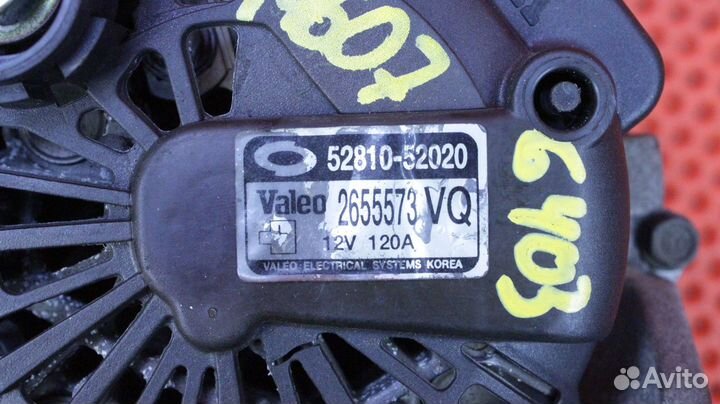 52810-52020
Valeo 2655573 VQ
12V 120A
VALEO ELECTRICAL SYSTEMS KOREA
6403
Avito